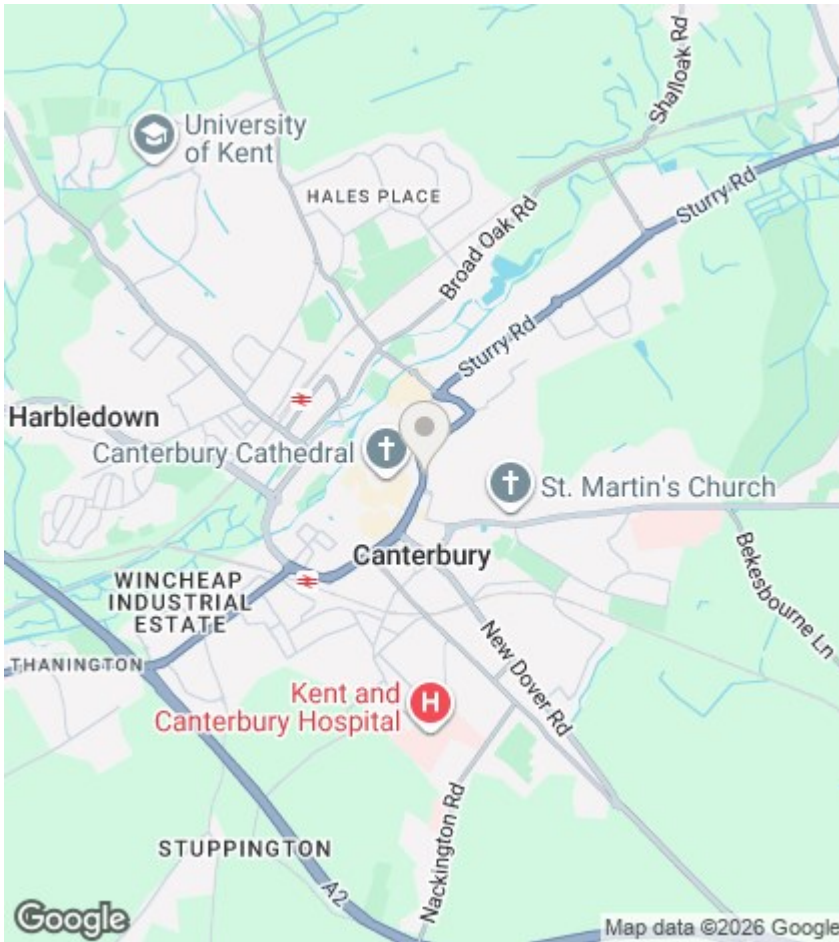 Shalloak Rd
University
of Kent
HALES PLACE
Broad Oak Rd
Sturry Rd
Sturry Rd
Harbledown
Canterbury Cathedral
St. Martin's Church
Canterbury
WINCHEAP
INDUSTRIAL
ESTATE
Bekesbourne Ln
THANINGTON
New Dover Rd
Kent and
Canterbury Hospital
H
STUPPINGTON
Nackington Rd
A2
Google
Map data ©2026 Google